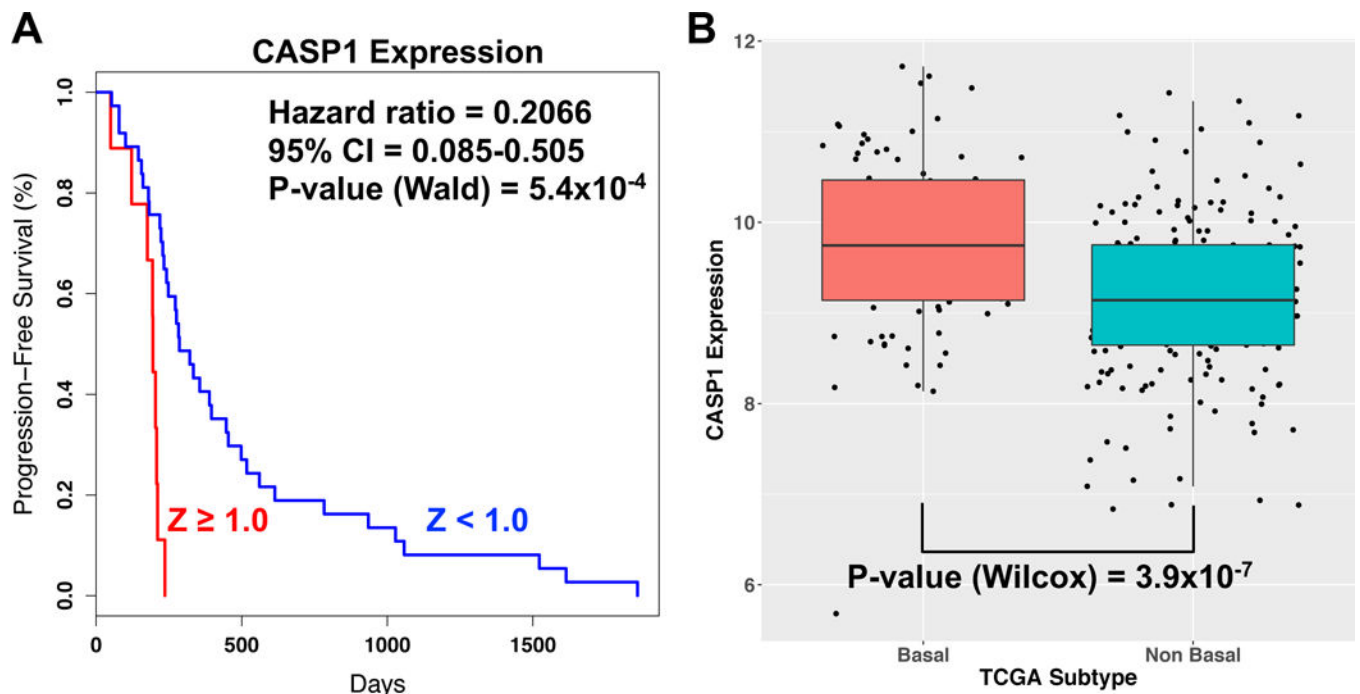 A
CASP1 Expression
Hazard ratio = 0.2066
95% CI = 0.085-0.505
P-value (Wald) = 5.4x10⁻⁴
Progression–Free Survival (%)
1.0
0.8
0.6
0.4
0.2
0.0
Z ≥ 1.0
Z < 1.0
0
500
1000
1500
Days
B
CASP1 Expression
12
10
8
6
P-value (Wilcox) = 3.9x10⁻⁷
Basal
Non Basal
TCGA Subtype